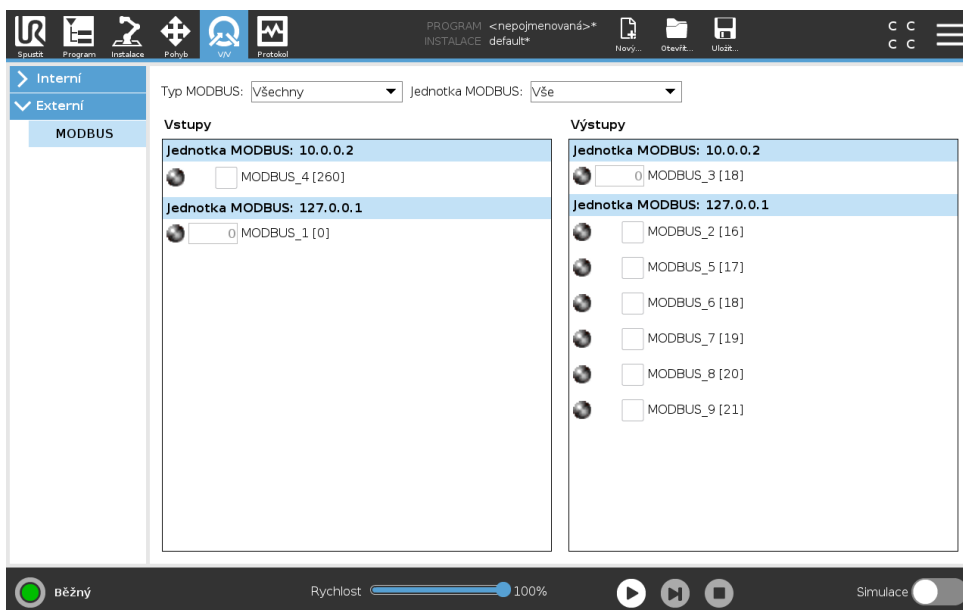 PROGRAM <nepojmenovaná>*
INSTALACE default*
UR
Spustit Program Instalace Pohyb V/V Protokol Nový... Otevřít... Uložit...
C C
C C
Interní
Externí
MODBUS
Typ MODBUS: Všechny Jednotka MODBUS: Vše
Vstupy
Jednotka MODBUS: 10.0.0.2
MODBUS_4 [260]
Jednotka MODBUS: 127.0.0.1
0 MODBUS_1 [0]
Výstupy
Jednotka MODBUS: 10.0.0.2
0 MODBUS_3 [18]
Jednotka MODBUS: 127.0.0.1
MODBUS_2 [16]
MODBUS_5 [17]
MODBUS_6 [18]
MODBUS_7 [19]
MODBUS_8 [20]
MODBUS_9 [21]
Běžný Rychlost 100% Simulace